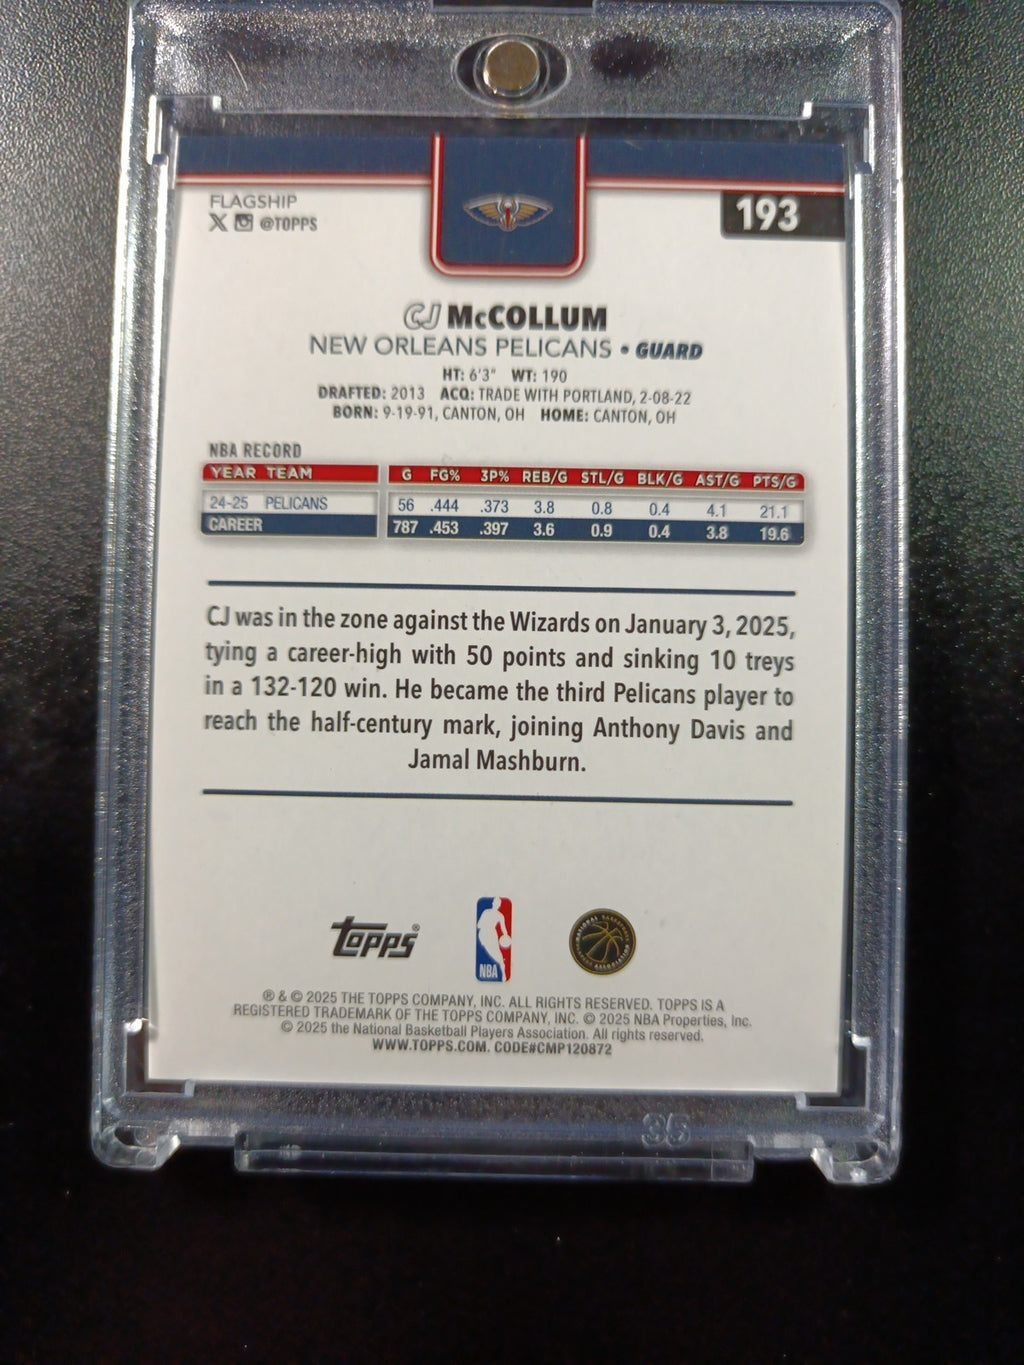 FLAGSHIP
X @TOPPS
193
CJ McCOLLUM
NEW ORLEANS PELICANS • GUARD
HT: 6'3" WT: 190
DRAFTED: 2013 ACQ: TRADE WITH PORTLAND, 2-08-22
BORN: 9-19-91, CANTON, OH HOME: CANTON, OH
NBA RECORD
YEAR TEAM G FG% 3P% REB/G STL/G BLK/G AST/G PTS/G
24-25 PELICANS 56 .444 .373 3.8 0.8 0.4 4.1 21.1
CAREER 787 .453 .397 3.6 0.9 0.4 3.8 19.6
CJ was in the zone against the Wizards on January 3, 2025,
tying a career-high with 50 points and sinking 10 treys
in a 132-120 win. He became the third Pelicans player to
reach the half-century mark, joining Anthony Davis and
Jamal Mashburn.
Topps®
NBA
® & © 2025 THE TOPPS COMPANY, INC. ALL RIGHTS RESERVED. TOPPS IS A
REGISTERED TRADEMARK OF THE TOPPS COMPANY, INC. © 2025 NBA Properties, Inc.
© 2025 the National Basketball Players Association. All rights reserved.
WWW.TOPPS.COM. CODE#CMP120872
35